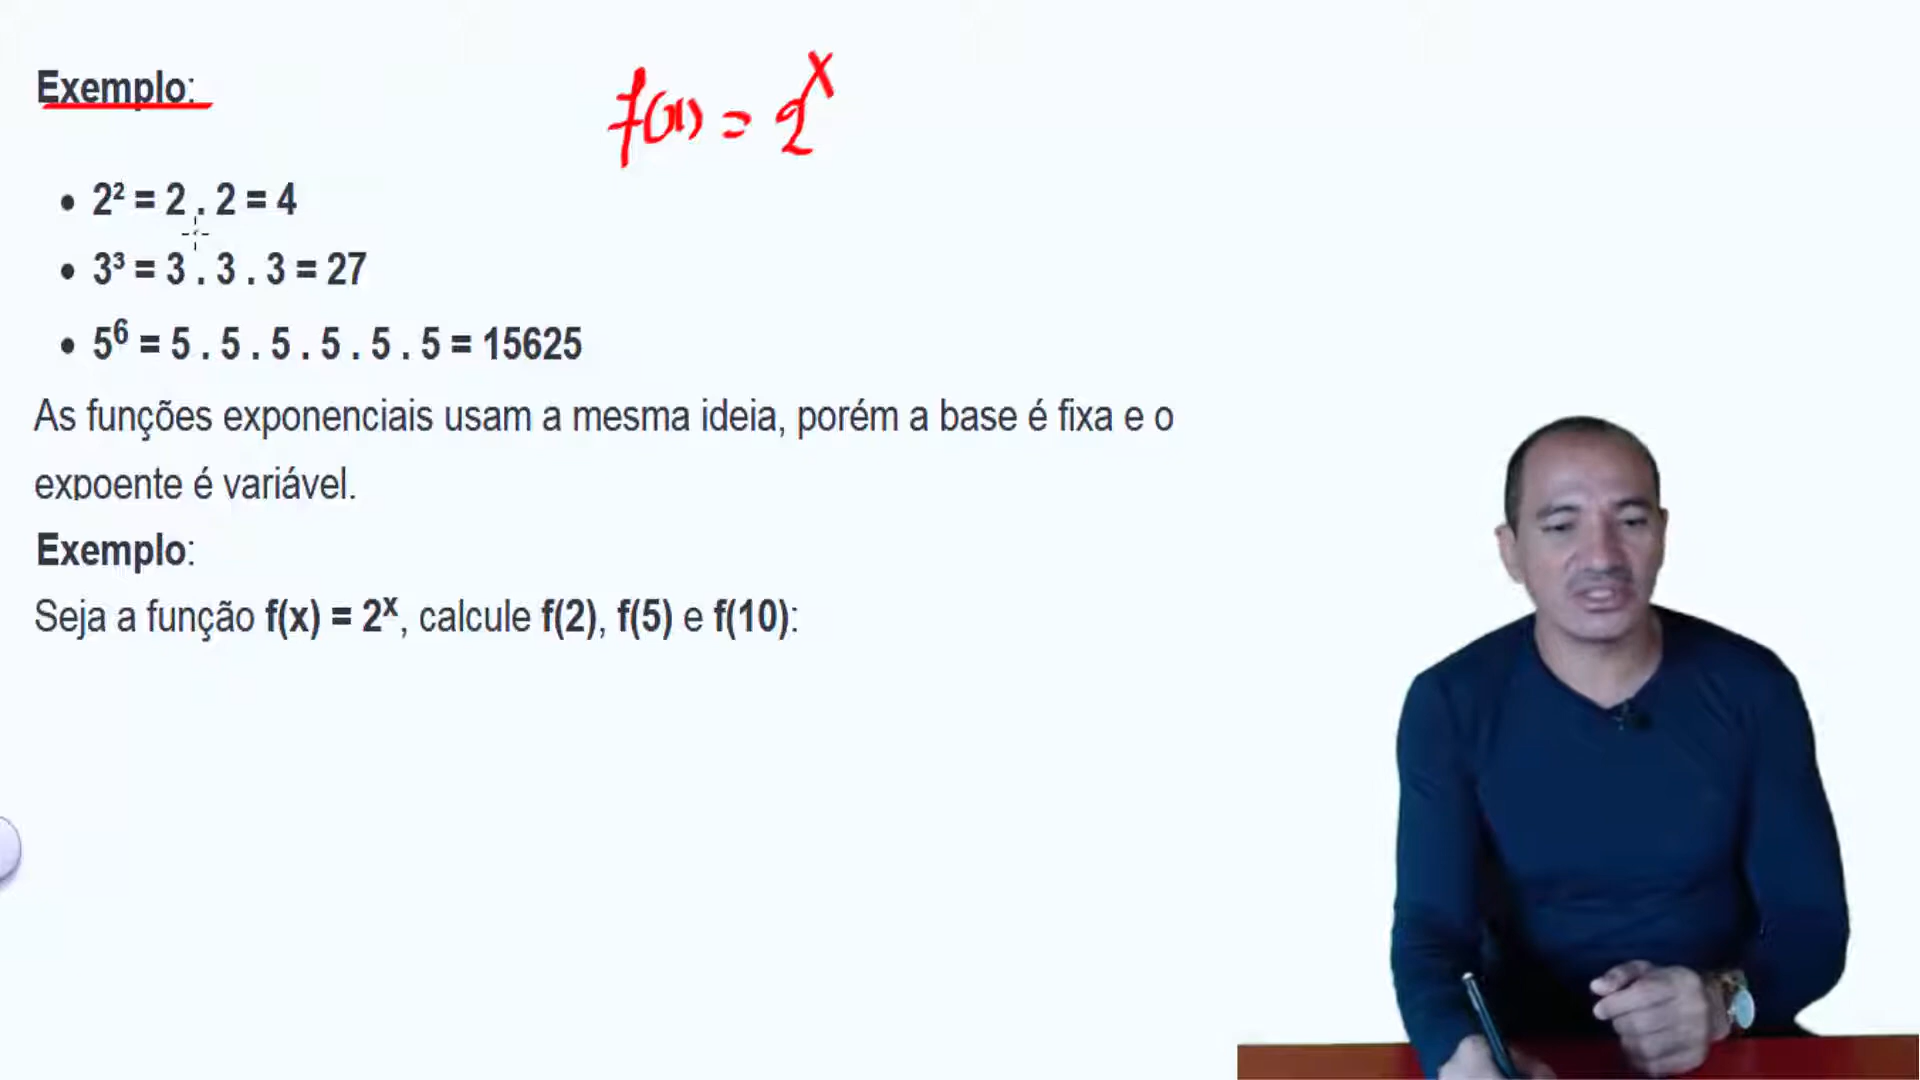 Exemplo:
f(x) = 2^x
• 2² = 2 . 2 = 4
• 3³ = 3 . 3 . 3 = 27
• 5⁶ = 5 . 5 . 5 . 5 . 5 . 5 = 15625
As funções exponenciais usam a mesma ideia, porém a base é fixa e o
expoente é variável.
Exemplo:
Seja a função f(x) = 2ˣ, calcule f(2), f(5) e f(10):